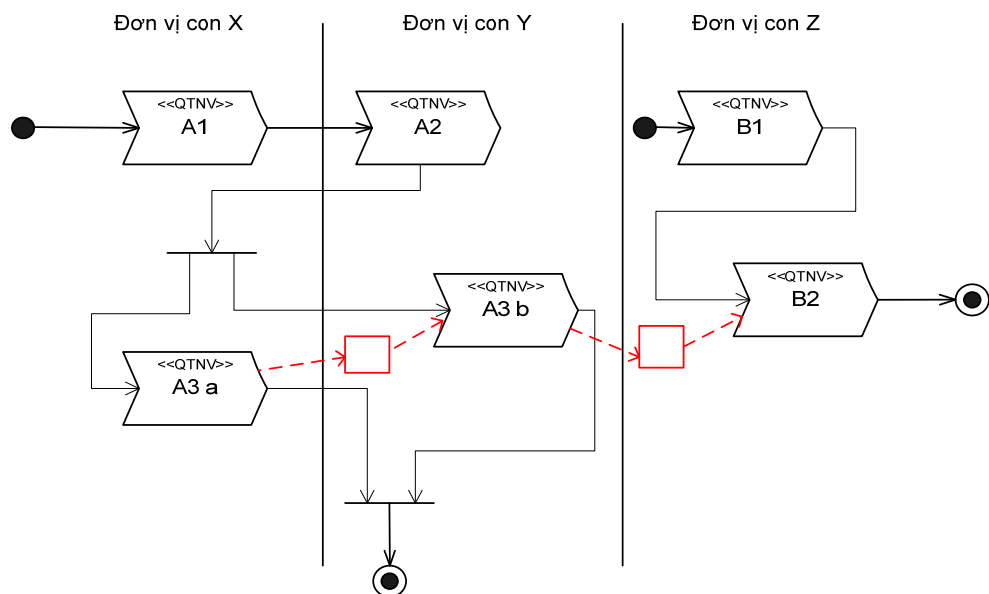 Đơn vị con X
Đơn vị con Y
Đơn vị con Z
<<QTNV>>
A1
<<QTNV>>
A2
<<QTNV>>
B1
<<QTNV>>
B2
<<QTNV>>
A3 b
<<QTNV>>
A3 a